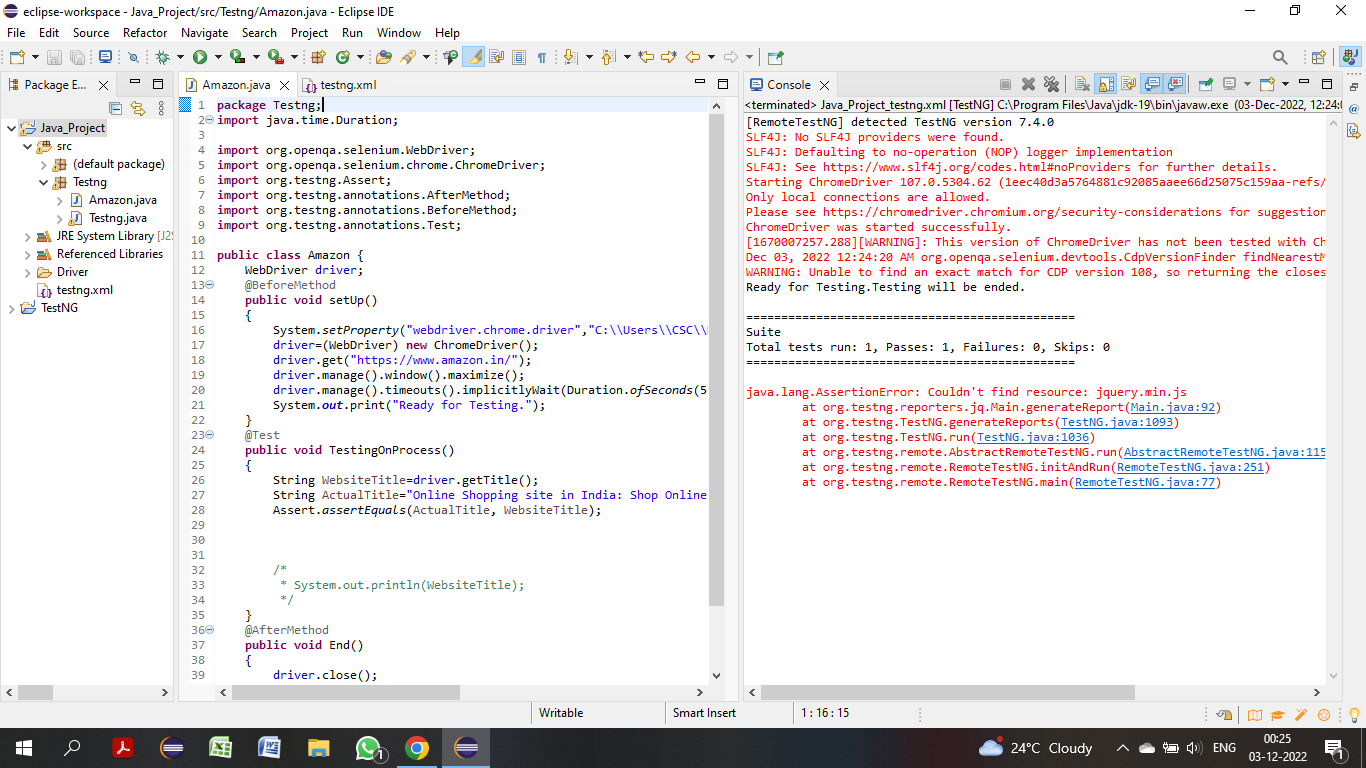 eclipse-workspace - Java_Project/src/Testng/Amazon.java - Eclipse IDE
File Edit Source Refactor Navigate Search Project Run Window Help
Package E...
Java_Project
src
(default package)
Testng
Amazon.java
Testng.java
JRE System Library [J2S
Referenced Libraries
Driver
testng.xml
TestNG
Amazon.java testng.xml
1 package Testng;
2 import java.time.Duration;
3
4 import org.openqa.selenium.WebDriver;
5 import org.openqa.selenium.chrome.ChromeDriver;
6 import org.testng.Assert;
7 import org.testng.annotations.AfterMethod;
8 import org.testng.annotations.BeforeMethod;
9 import org.testng.annotations.Test;
10
11 public class Amazon {
12 WebDriver driver;
13 @BeforeMethod
14 public void setUp()
15 {
16 System.setProperty("webdriver.chrome.driver","C:\\Users\\CSC\\
17 driver=(WebDriver) new ChromeDriver();
18 driver.get("https://www.amazon.in/");
19 driver.manage().window().maximize();
20 driver.manage().timeouts().implicitlyWait(Duration.ofSeconds(5
21 System.out.print("Ready for Testing.");
22 }
23 @Test
24 public void TestingOnProcess()
25 {
26 String WebsiteTitle=driver.getTitle();
27 String ActualTitle="Online Shopping site in India: Shop Online
28 Assert.assertEquals(ActualTitle, WebsiteTitle);
29
30
31
32 /*
33 * System.out.println(WebsiteTitle);
34 */
35 }
36 @AfterMethod
37 public void End()
38 {
39 driver.close();
Console
<terminated> Java_Project_testng.xml [TestNG] C:\Program Files\Java\jdk-19\bin\javaw.exe (03-Dec-2022, 12:24:0
[RemoteTestNG] detected TestNG version 7.4.0
SLF4J: No SLF4J providers were found.
SLF4J: Defaulting to no-operation (NOP) logger implementation
SLF4J: See https://www.slf4j.org/codes.html#noProviders for further details.
Starting ChromeDriver 107.0.5304.62 (1eec40d3a5764881c92085aaee66d25075c159aa-refs/
Only local connections are allowed.
Please see https://chromedriver.chromium.org/security-considerations for suggestion
ChromeDriver was started successfully.
[1670007257.288][WARNING]: This version of ChromeDriver has not been tested with Ch
Dec 03, 2022 12:24:20 AM org.openqa.selenium.devtools.CdpVersionFinder findNearestM
WARNING: Unable to find an exact match for CDP version 108, so returning the closes
Ready for Testing.Testing will be ended.
===============================================
Suite
Total tests run: 1, Passes: 1, Failures: 0, Skips: 0
===============================================
java.lang.AssertionError: Couldn't find resource: jquery.min.js
at org.testng.reporters.jq.Main.generateReport(Main.java:92)
at org.testng.TestNG.generateReports(TestNG.java:1093)
at org.testng.TestNG.run(TestNG.java:1036)
at org.testng.remote.AbstractRemoteTestNG.run(AbstractRemoteTestNG.java:115
at org.testng.remote.RemoteTestNG.initAndRun(RemoteTestNG.java:251)
at org.testng.remote.RemoteTestNG.main(RemoteTestNG.java:77)
Writable Smart Insert 1 : 16 : 15
24°C Cloudy ENG 00:25
03-12-2022